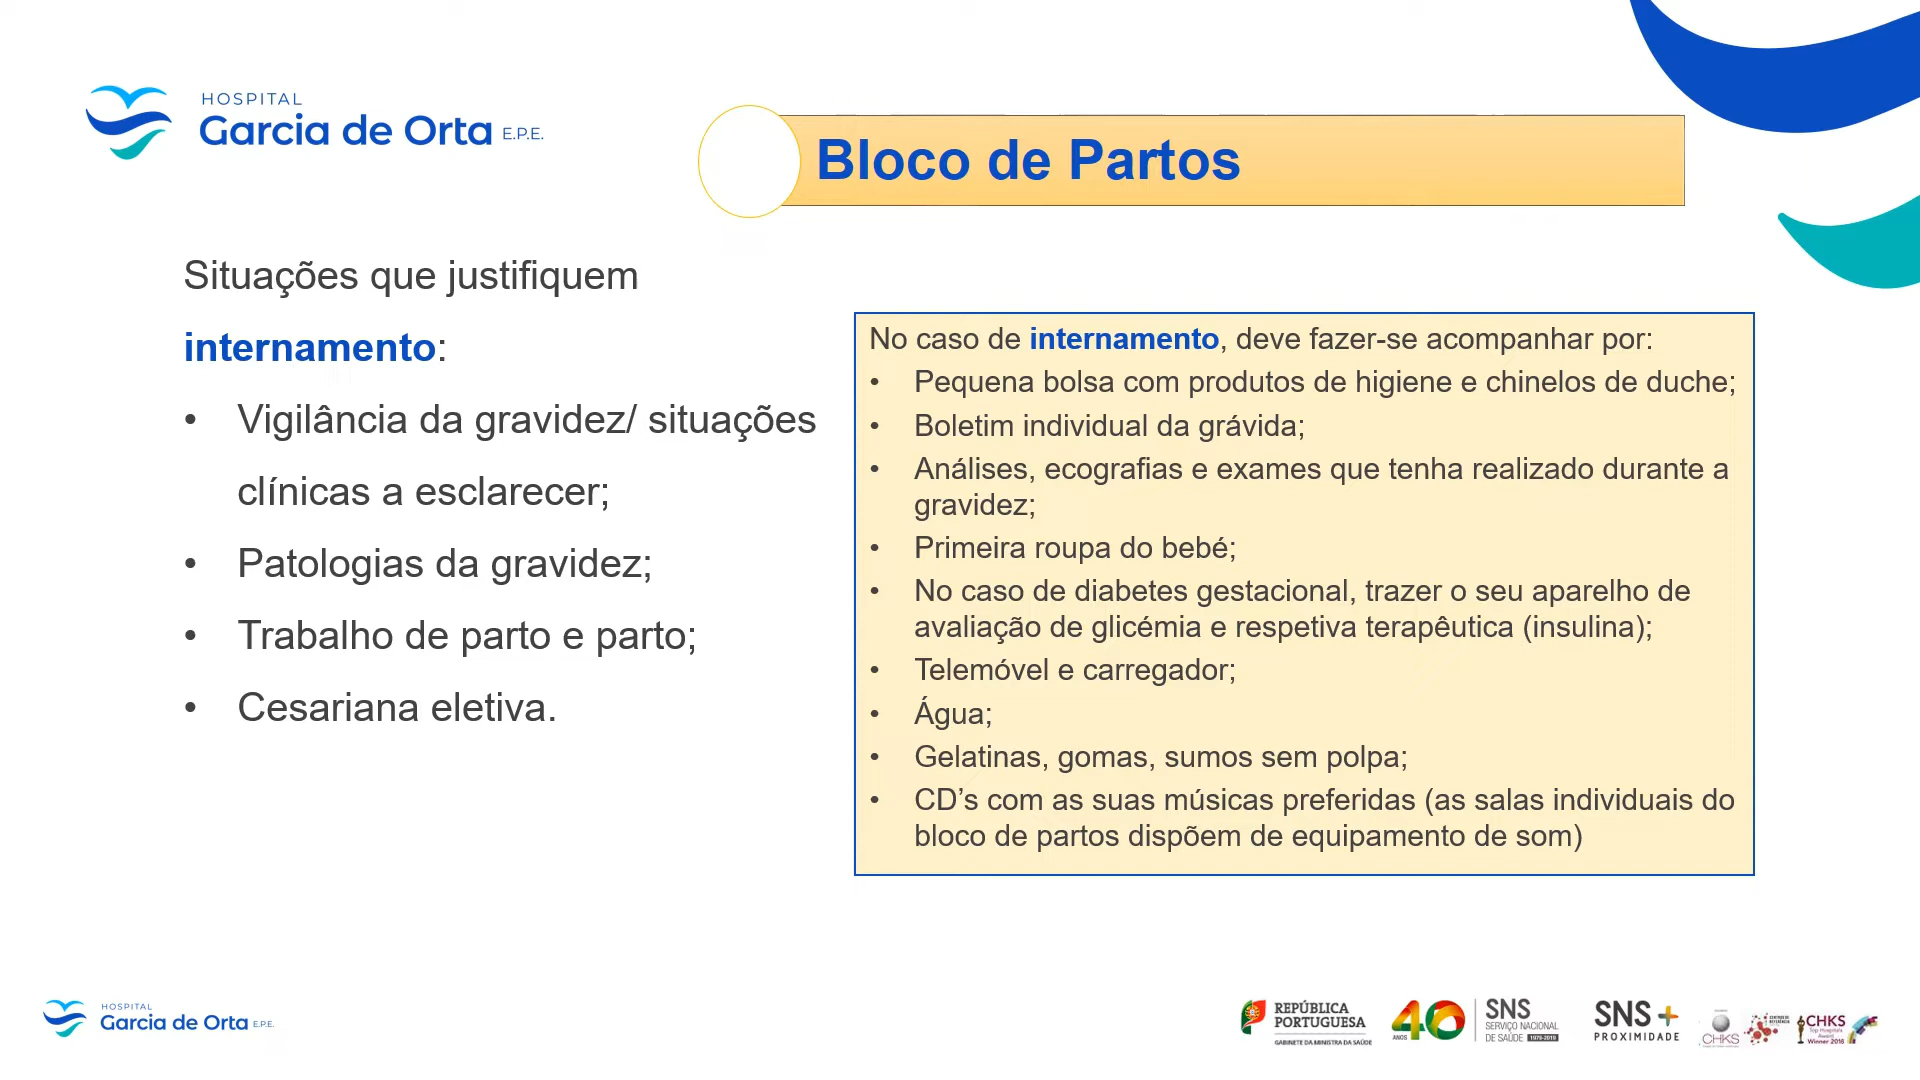 HOSPITAL
Garcia de Orta E.P.E.
Bloco de Partos
Situações que justifiquem
internamento:
• Vigilância da gravidez/ situações
clínicas a esclarecer;
• Patologias da gravidez;
• Trabalho de parto e parto;
• Cesariana eletiva.
No caso de internamento, deve fazer-se acompanhar por:
• Pequena bolsa com produtos de higiene e chinelos de duche;
• Boletim individual da grávida;
• Análises, ecografias e exames que tenha realizado durante a
gravidez;
• Primeira roupa do bebé;
• No caso de diabetes gestacional, trazer o seu aparelho de
avaliação de glicémia e respetiva terapêutica (insulina);
• Telemóvel e carregador;
• Água;
• Gelatinas, gomas, sumos sem polpa;
• CD’s com as suas músicas preferidas (as salas individuais do
bloco de partos dispõem de equipamento de som)
HOSPITAL
Garcia de Orta E.P.E.
REPÚBLICA
PORTUGUESA
GABINETE DA MINISTRA DA SAÚDE
40
ANOS
SNS
SERVIÇO NACIONAL
DE SAÚDE 1979-2019
SNS +
PROXIMIDADE
CHKS
CHKS
Top Hospitals
Winner 2016